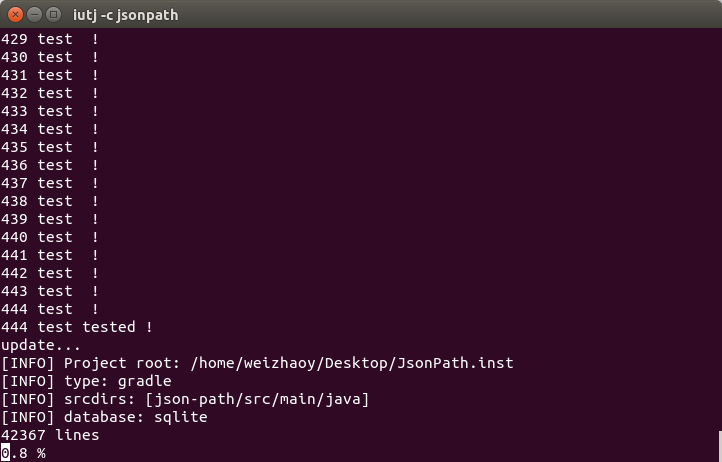 iutj -c jsonpath
429 test  !
430 test  !
431 test  !
432 test  !
433 test  !
434 test  !
435 test  !
436 test  !
437 test  !
438 test  !
439 test  !
440 test  !
441 test  !
442 test  !
443 test  !
444 test  !
444 test tested !
update...
[INFO] Project root: /home/weizhaoy/Desktop/JsonPath.inst
[INFO] type: gradle
[INFO] srcdirs: [json-path/src/main/java]
[INFO] database: sqlite
42367 lines
0.8 %